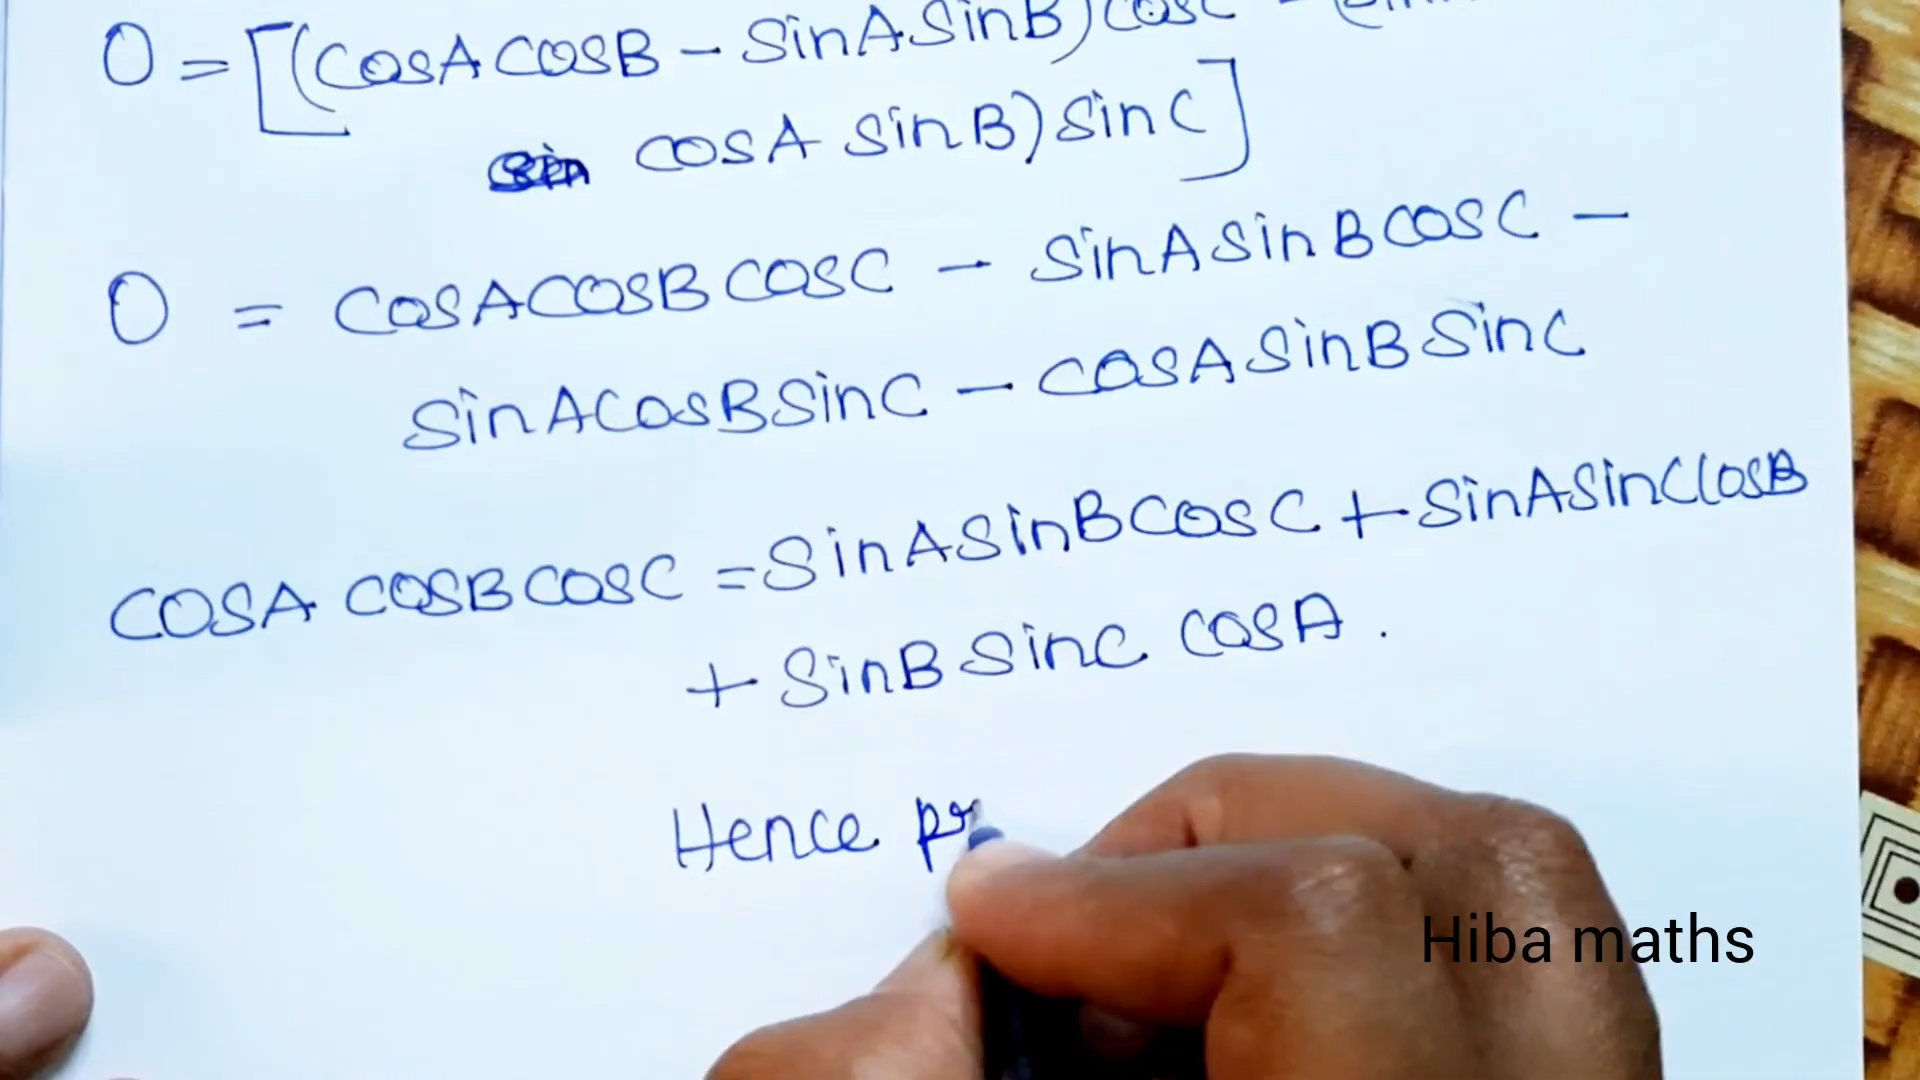 0 = [(cosA cosB - sinA sinB) cosC -
cosA sinB) sinC]
0 = cosA cosB cosC - sinA sinB cosC -
sinA cosB sinC - cosA sinB sinC
cosA cosB cosC = sinA sinB cosC + sinA sinC cosB
+ sinB sinC cosA.
Hence pr
Hiba maths